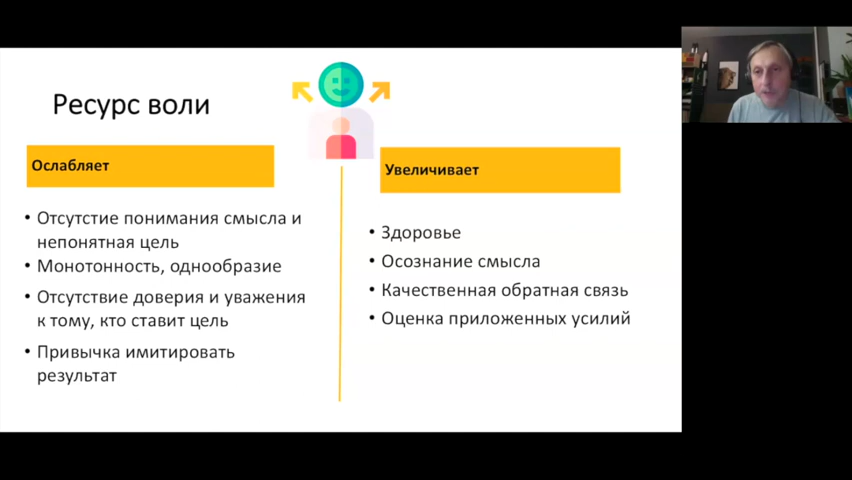 Ресурс воли
Ослабляет
• Отсутстие понимания смысла и
непонятная цель
• Монотонность, однообразие
• Отсутствие доверия и уважения
к тому, кто ставит цель
• Привычка имитировать
результат
Увеличивает
• Здоровье
• Осознание смысла
• Качественная обратная связь
• Оценка приложенных усилий